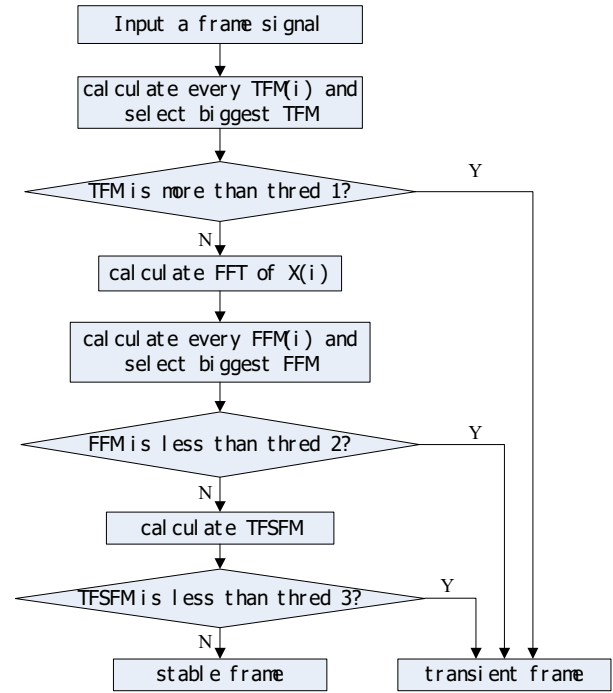 Input a frame signal
calculate every TFM(i) and
select biggest TFM
TFM is more than thred 1?
Y
N
calculate FFT of X(i)
calculate every FFM(i) and
select biggest FFM
FFM is less than thred 2?
Y
N
calculate TFSFM
TFSFM is less than thred 3?
Y
N
stable frame
transient frame